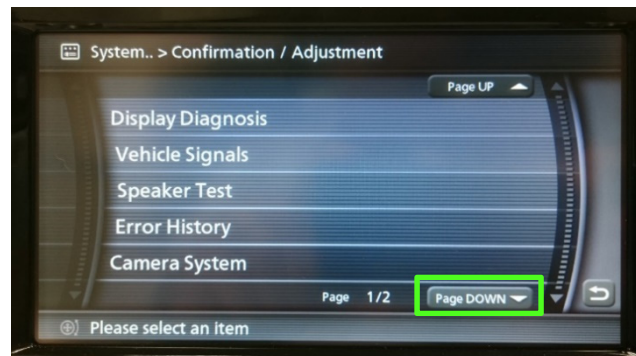 System.. > Confirmation / Adjustment
Page UP
Display Diagnosis
Vehicle Signals
Speaker Test
Error History
Camera System
Page 1/2 Page DOWN
Please select an item